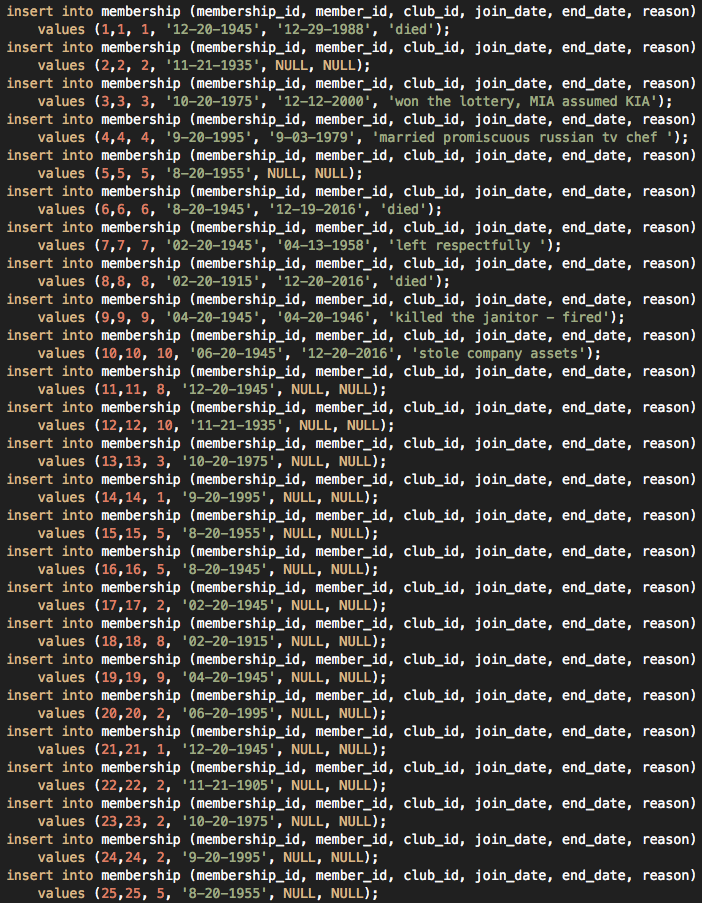 insert into membership (membership_id, member_id, club_id, join_date, end_date, reason)
values (1,1, 1, '12-20-1945', '12-29-1988', 'died');
insert into membership (membership_id, member_id, club_id, join_date, end_date, reason)
values (2,2, 2, '11-21-1935', NULL, NULL);
insert into membership (membership_id, member_id, club_id, join_date, end_date, reason)
values (3,3, 3, '10-20-1975', '12-12-2000', 'won the lottery, MIA assumed KIA');
insert into membership (membership_id, member_id, club_id, join_date, end_date, reason)
values (4,4, 4, '9-20-1995', '9-03-1979', 'married promiscuous russian tv chef ');
insert into membership (membership_id, member_id, club_id, join_date, end_date, reason)
values (5,5, 5, '8-20-1955', NULL, NULL);
insert into membership (membership_id, member_id, club_id, join_date, end_date, reason)
values (6,6, 6, '8-20-1945', '12-19-2016', 'died');
insert into membership (membership_id, member_id, club_id, join_date, end_date, reason)
values (7,7, 7, '02-20-1945', '04-13-1958', 'left respectfully ');
insert into membership (membership_id, member_id, club_id, join_date, end_date, reason)
values (8,8, 8, '02-20-1915', '12-20-2016', 'died');
insert into membership (membership_id, member_id, club_id, join_date, end_date, reason)
values (9,9, 9, '04-20-1945', '04-20-1946', 'killed the janitor - fired');
insert into membership (membership_id, member_id, club_id, join_date, end_date, reason)
values (10,10, 10, '06-20-1945', '12-20-2016', 'stole company assets');
insert into membership (membership_id, member_id, club_id, join_date, end_date, reason)
values (11,11, 8, '12-20-1945', NULL, NULL);
insert into membership (membership_id, member_id, club_id, join_date, end_date, reason)
values (12,12, 10, '11-21-1935', NULL, NULL);
insert into membership (membership_id, member_id, club_id, join_date, end_date, reason)
values (13,13, 3, '10-20-1975', NULL, NULL);
insert into membership (membership_id, member_id, club_id, join_date, end_date, reason)
values (14,14, 1, '9-20-1995', NULL, NULL);
insert into membership (membership_id, member_id, club_id, join_date, end_date, reason)
values (15,15, 5, '8-20-1955', NULL, NULL);
insert into membership (membership_id, member_id, club_id, join_date, end_date, reason)
values (16,16, 5, '8-20-1945', NULL, NULL);
insert into membership (membership_id, member_id, club_id, join_date, end_date, reason)
values (17,17, 2, '02-20-1945', NULL, NULL);
insert into membership (membership_id, member_id, club_id, join_date, end_date, reason)
values (18,18, 8, '02-20-1915', NULL, NULL);
insert into membership (membership_id, member_id, club_id, join_date, end_date, reason)
values (19,19, 9, '04-20-1945', NULL, NULL);
insert into membership (membership_id, member_id, club_id, join_date, end_date, reason)
values (20,20, 2, '06-20-1995', NULL, NULL);
insert into membership (membership_id, member_id, club_id, join_date, end_date, reason)
values (21,21, 1, '12-20-1945', NULL, NULL);
insert into membership (membership_id, member_id, club_id, join_date, end_date, reason)
values (22,22, 2, '11-21-1905', NULL, NULL);
insert into membership (membership_id, member_id, club_id, join_date, end_date, reason)
values (23,23, 2, '10-20-1975', NULL, NULL);
insert into membership (membership_id, member_id, club_id, join_date, end_date, reason)
values (24,24, 2, '9-20-1995', NULL, NULL);
insert into membership (membership_id, member_id, club_id, join_date, end_date, reason)
values (25,25, 5, '8-20-1955', NULL, NULL);